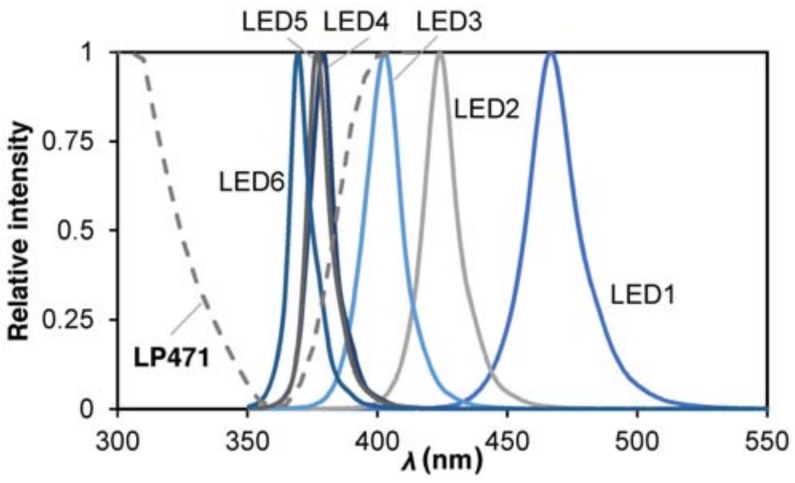 LED5 LED4 LED3
1
LED2
0.75
LED6
Relative intensity
0.5
LED1
0.25
LP471
0
300 350 400 450 500 550
λ (nm)